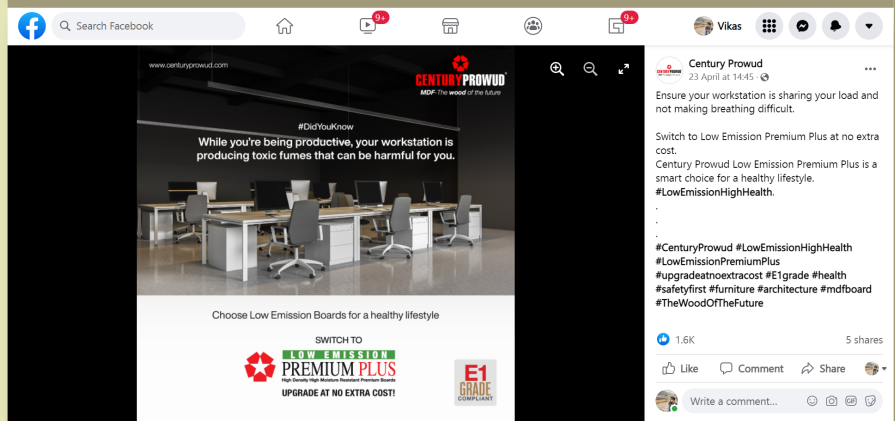 Search Facebook
9+
9+
Vikas
www.centuryprowud.com
CENTURYPROWUD
MDF-The wood of the future
#DidYouKnow
While you're being productive, your workstation is
producing toxic fumes that can be harmful for you.
Choose Low Emission Boards for a healthy lifestyle
SWITCH TO
LOW EMISSION
PREMIUM PLUS
High Density High Moisture Resistant Premium Boards
UPGRADE AT NO EXTRA COST!
E1
GRADE
COMPLIANT
Century Prowud
23 April at 14:45 ·
Ensure your workstation is sharing your load and
not making breathing difficult.
Switch to Low Emission Premium Plus at no extra
cost.
Century Prowud Low Emission Premium Plus is a
smart choice for a healthy lifestyle.
#LowEmissionHighHealth.
.
.
.
#CenturyProwud #LowEmissionHighHealth
#LowEmissionPremiumPlus
#upgradeatnoextracost #E1grade #health
#safetyfirst #furniture #architecture #mdfboard
#TheWoodOfTheFuture
1.6K
5 shares
Like
Comment
Share
Write a comment...
GIF